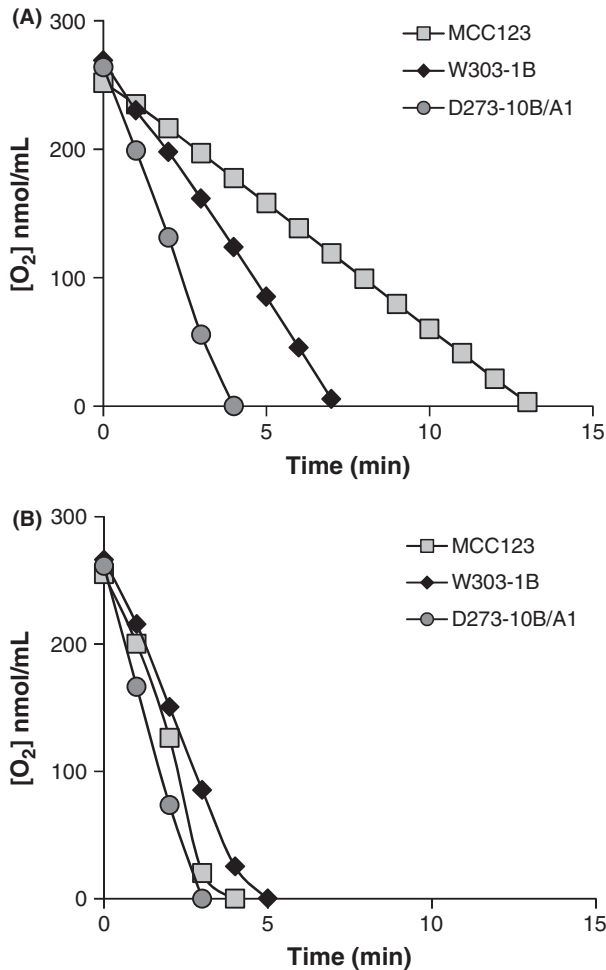 (A)
300
200
100
0
[O₂] nmol/mL
MCC123
W303-1B
D273-10B/A1
0 5 10 15
Time (min)
(B)
300
200
100
0
[O₂] nmol/mL
MCC123
W303-1B
D273-10B/A1
0 5 10 15
Time (min)